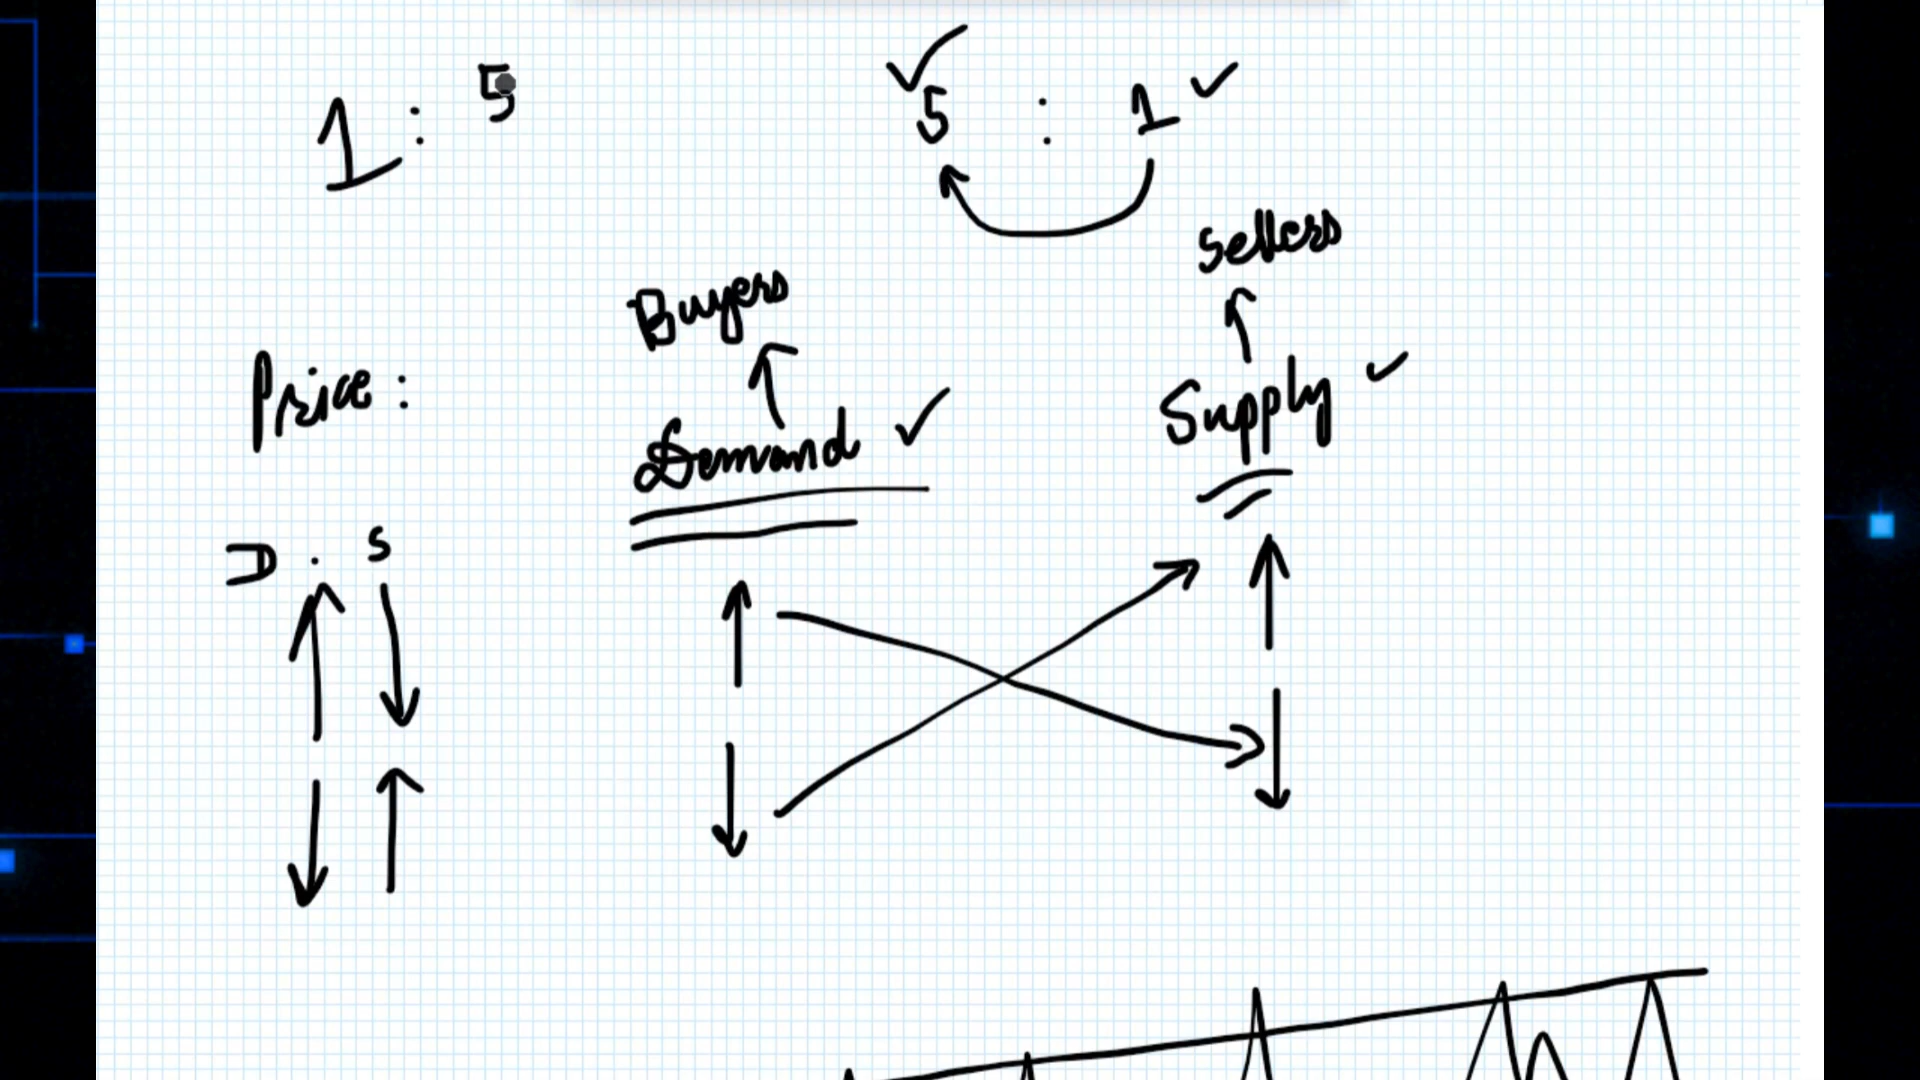 1 : 5
5 : 1
sellers
Buyers
Price :
Demand
Supply
D : S